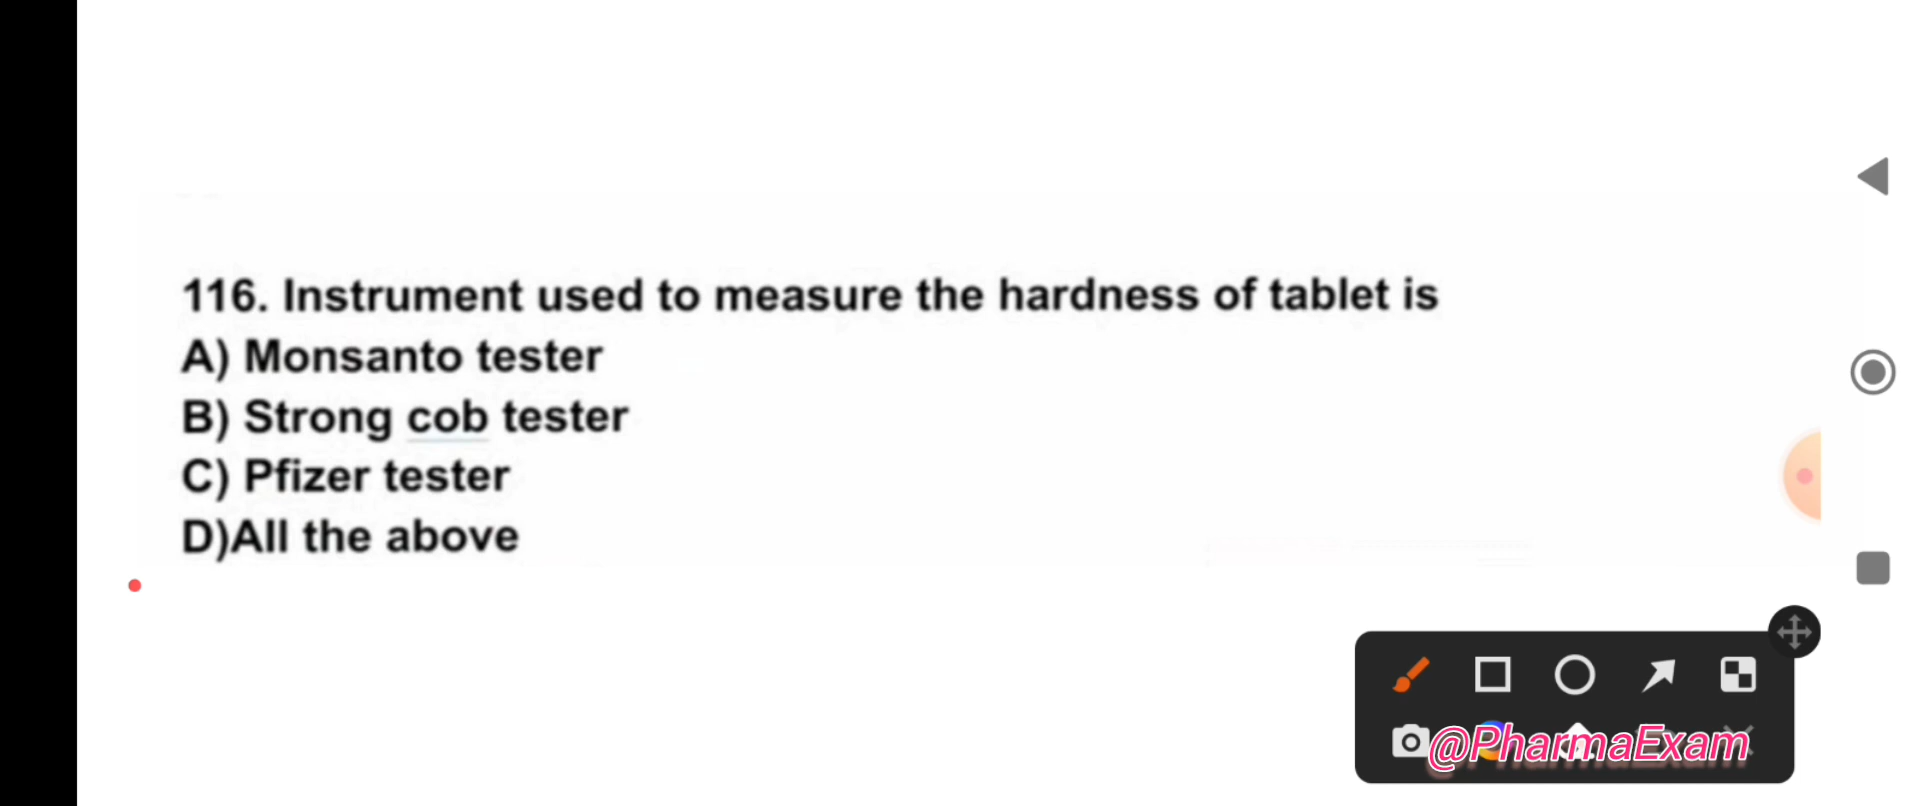 116. Instrument used to measure the hardness of tablet is
A) Monsanto tester
B) Strong cob tester
C) Pfizer tester
D)All the above
@PharmaExam